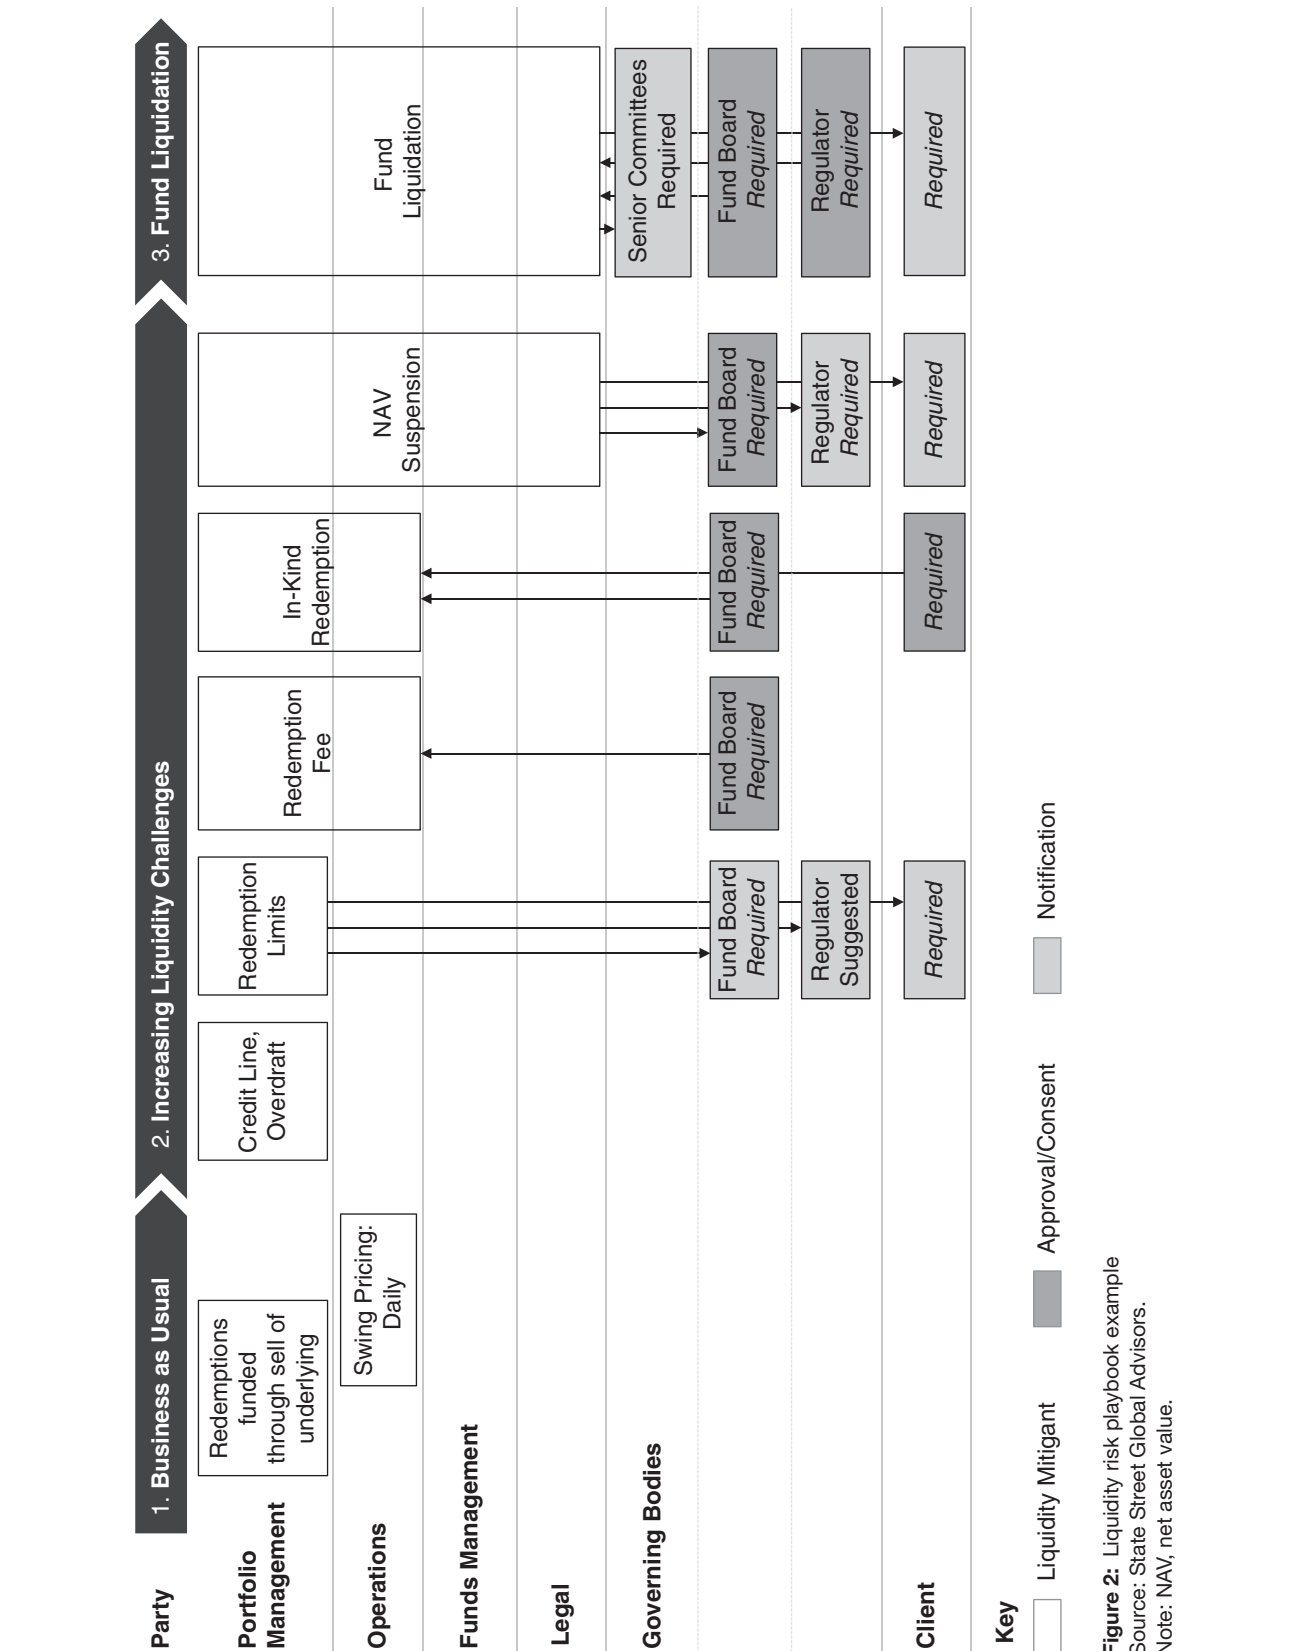 Party
1. Business as Usual
2. Increasing Liquidity Challenges
3. Fund Liquidation
Portfolio
Management
Redemptions
funded
through sell of
underlying
Credit Line,
Overdraft
Redemption
Limits
Redemption
Fee
In-Kind
Redemption
NAV
Suspension
Fund
Liquidation
Operations
Swing Pricing:
Daily
Funds Management
Legal
Governing Bodies
Senior Committees
Required
Fund Board
Required
Fund Board
Required
Fund Board
Required
Fund Board
Required
Fund Board
Required
Regulator
Suggested
Regulator
Required
Regulator
Required
Client
Required
Required
Required
Required
Key
Liquidity Mitigant
Approval/Consent
Notification
Figure 2: Liquidity risk playbook example
Source: State Street Global Advisors.
Note: NAV, net asset value.